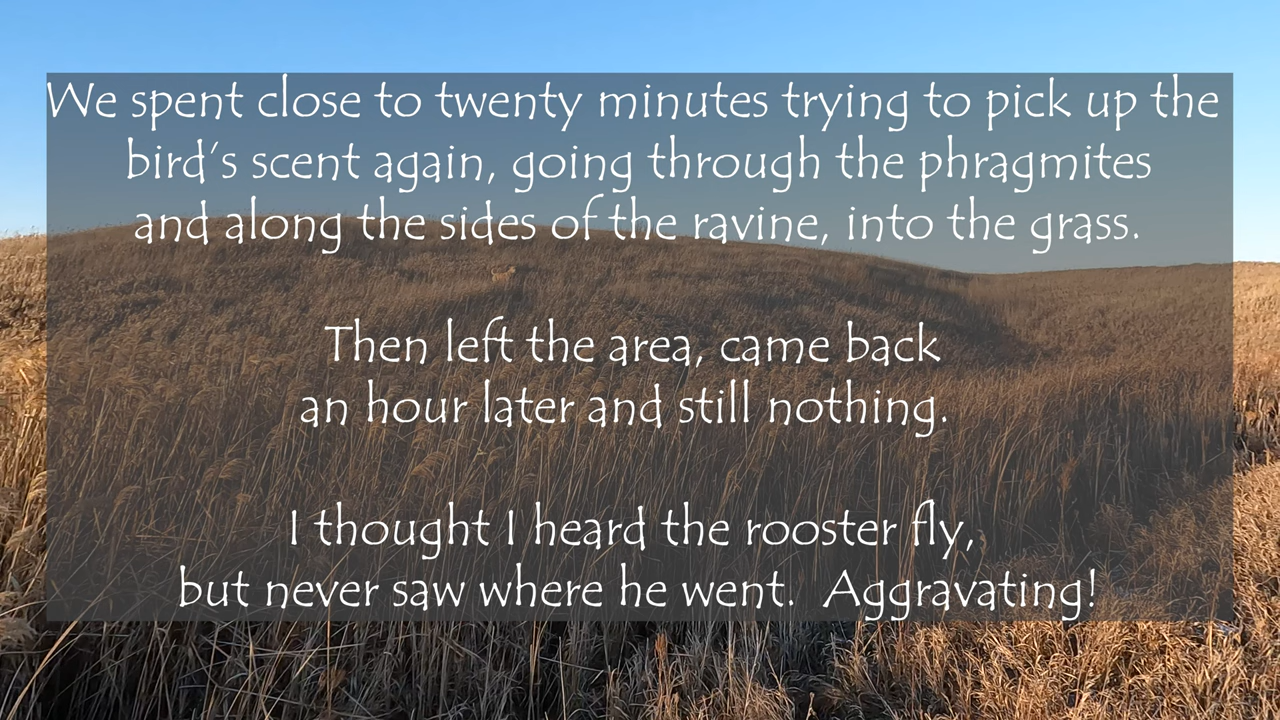 We spent close to twenty minutes trying to pick up the
bird's scent again, going through the phragmites
and along the sides of the ravine, into the grass.
Then left the area, came back
an hour later and still nothing.
I thought I heard the rooster fly,
but never saw where he went.  Aggravating!